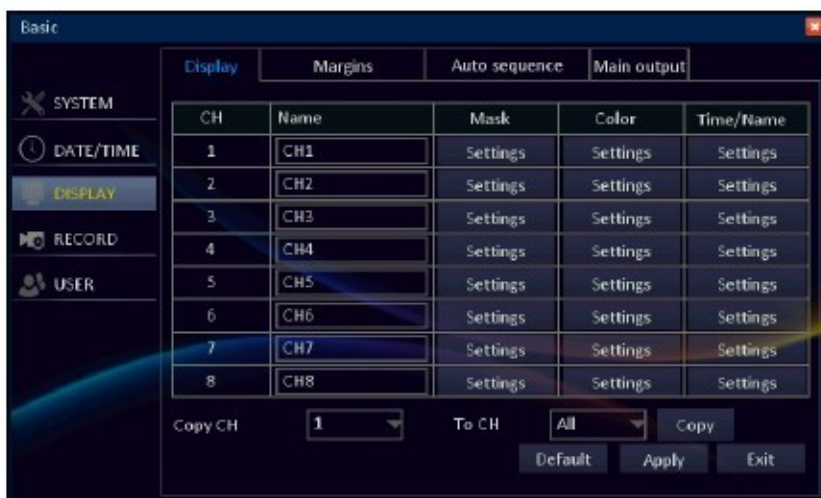 Basic
Display Margins Auto sequence Main output
SYSTEM
DATE/TIME
DISPLAY
RECORD
USER
CH Name Mask Color Time/Name
1 CH1 Settings Settings Settings
2 CH2 Settings Settings Settings
3 CH3 Settings Settings Settings
4 CH4 Settings Settings Settings
5 CH5 Settings Settings Settings
6 CH6 Settings Settings Settings
7 CH7 Settings Settings Settings
8 CH8 Settings Settings Settings
Copy CH 1 To CH All Copy
Default Apply Exit